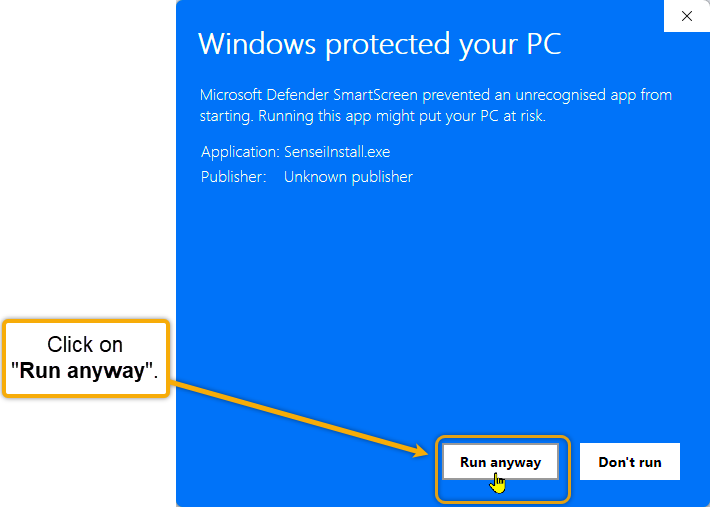 Windows protected your PC
Microsoft Defender SmartScreen prevented an unrecognised app from
starting. Running this app might put your PC at risk.
Application: SenseiInstall.exe
Publisher: Unknown publisher
Click on
"Run anyway".
Run anyway
Don't run